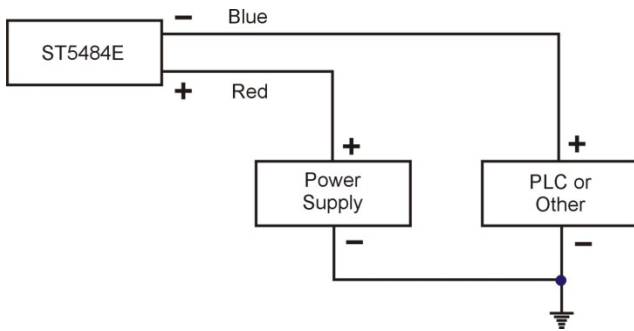 − Blue
ST5484E
+ Red
+ +
Power
Supply
PLC or
Other
− −